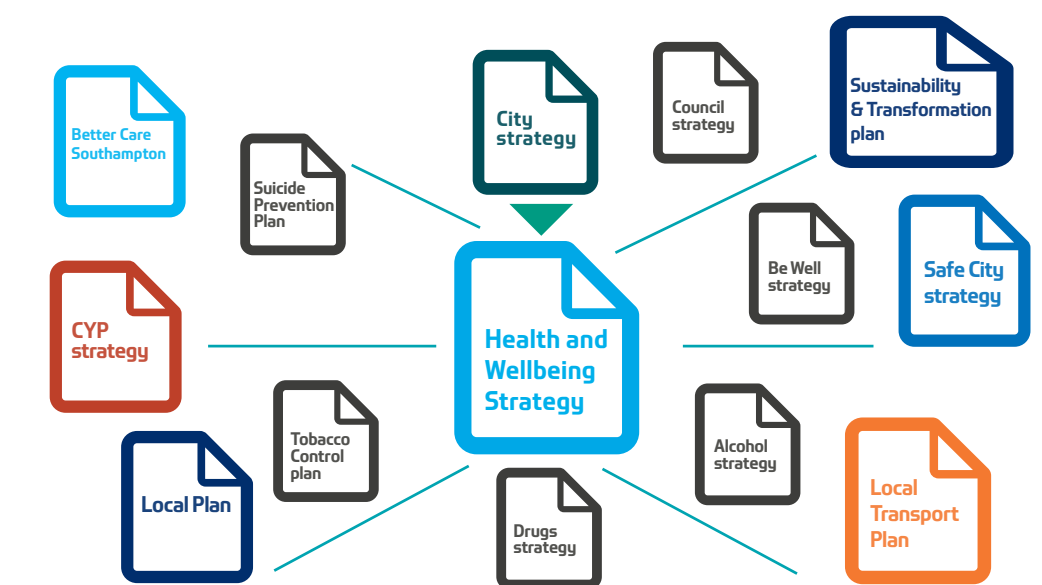 Better Care
Southampton
Suicide
Prevention
Plan
City
strategy
Council
strategy
Sustainability
& Transformation
plan
Be Well
strategy
Safe City
strategy
CYP
strategy
Health and
Wellbeing
Strategy
Tobacco
Control
plan
Local Plan
Drugs
strategy
Alcohol
strategy
Local
Transport
Plan